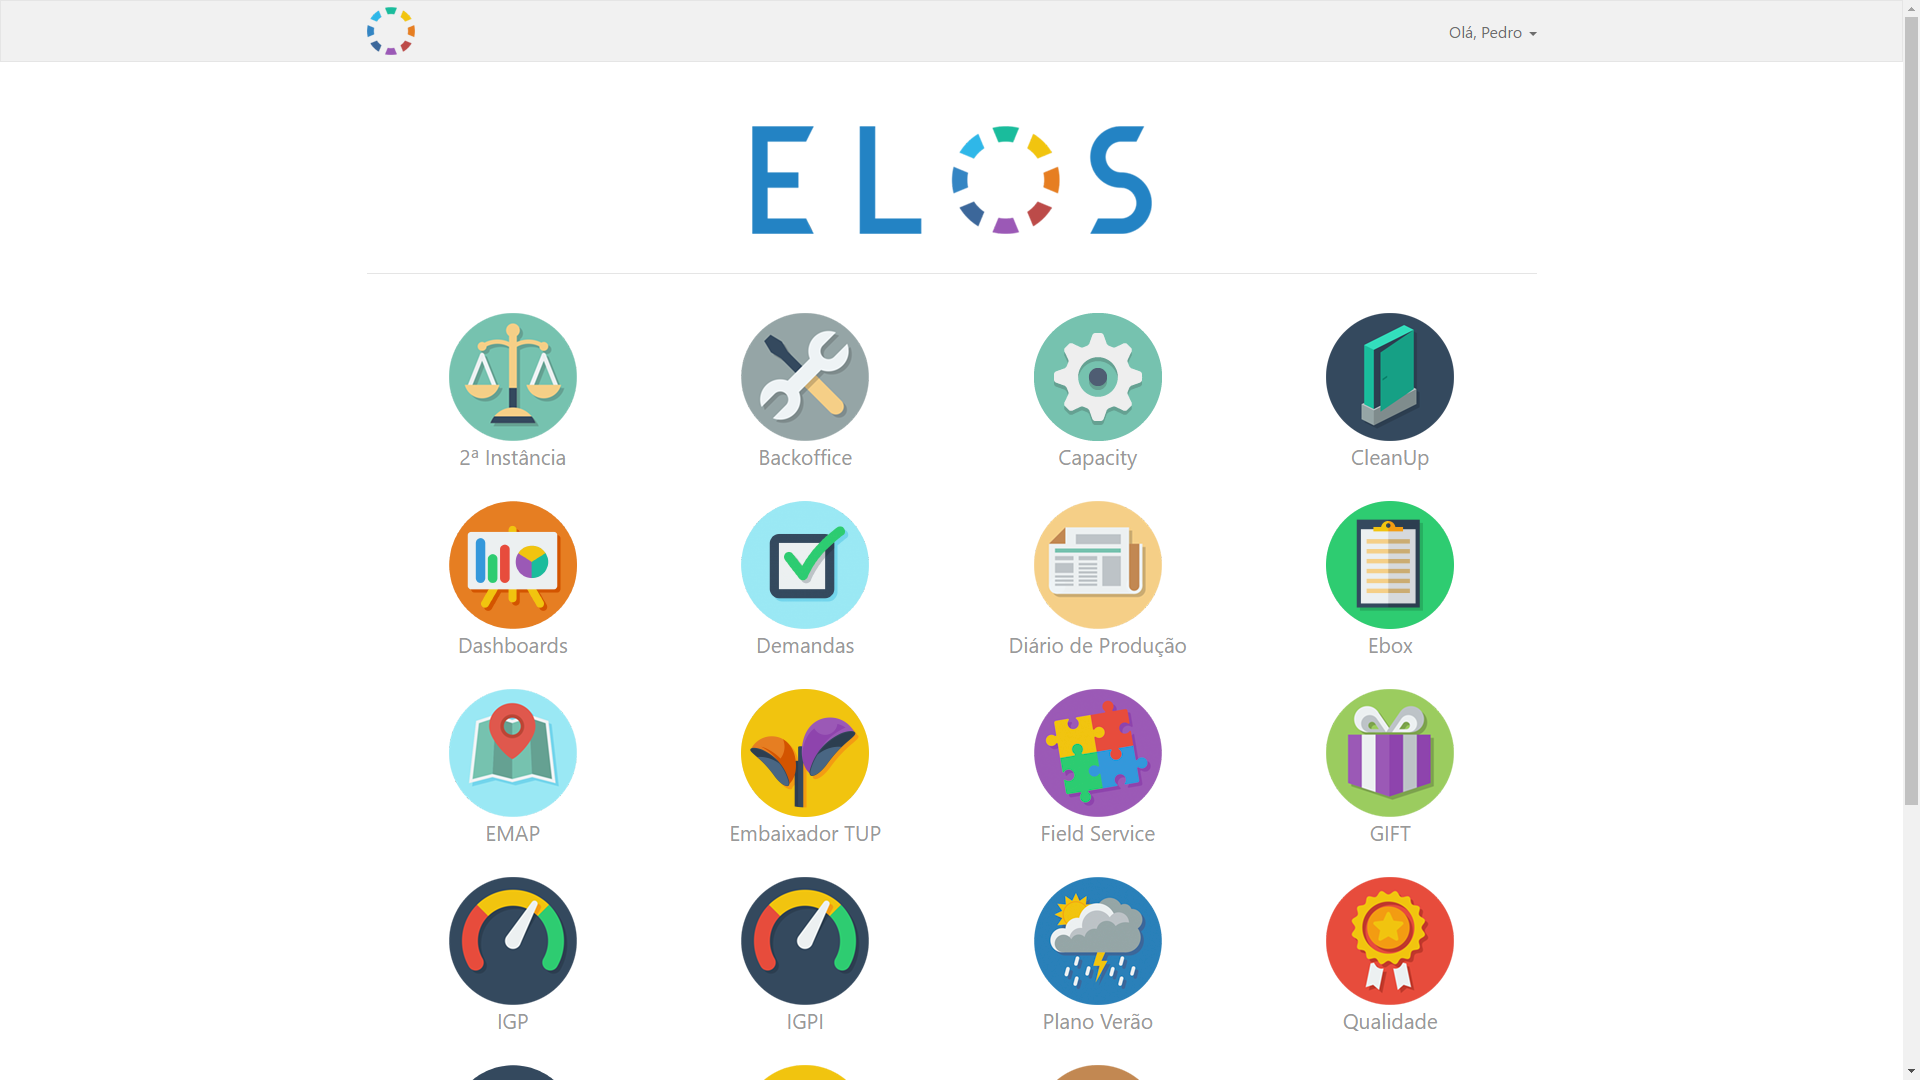 Olá, Pedro
ELOS
2ª Instância
Backoffice
Capacity
CleanUp
Dashboards
Demandas
Diário de Produção
Ebox
EMAP
Embaixador TUP
Field Service
GIFT
IGP
IGPI
Plano Verão
Qualidade